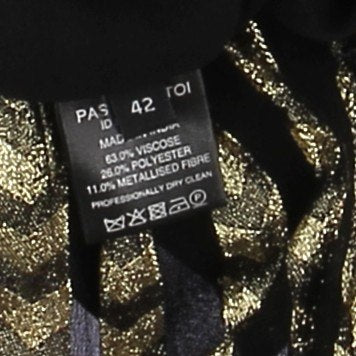 PAS 42 TOI
ID
MADE IN INDIA
63.0% VISCOSE
26.0% POLYESTER
11.0% METALLISED FIBRE
PROFESSIONALLY DRY CLEAN